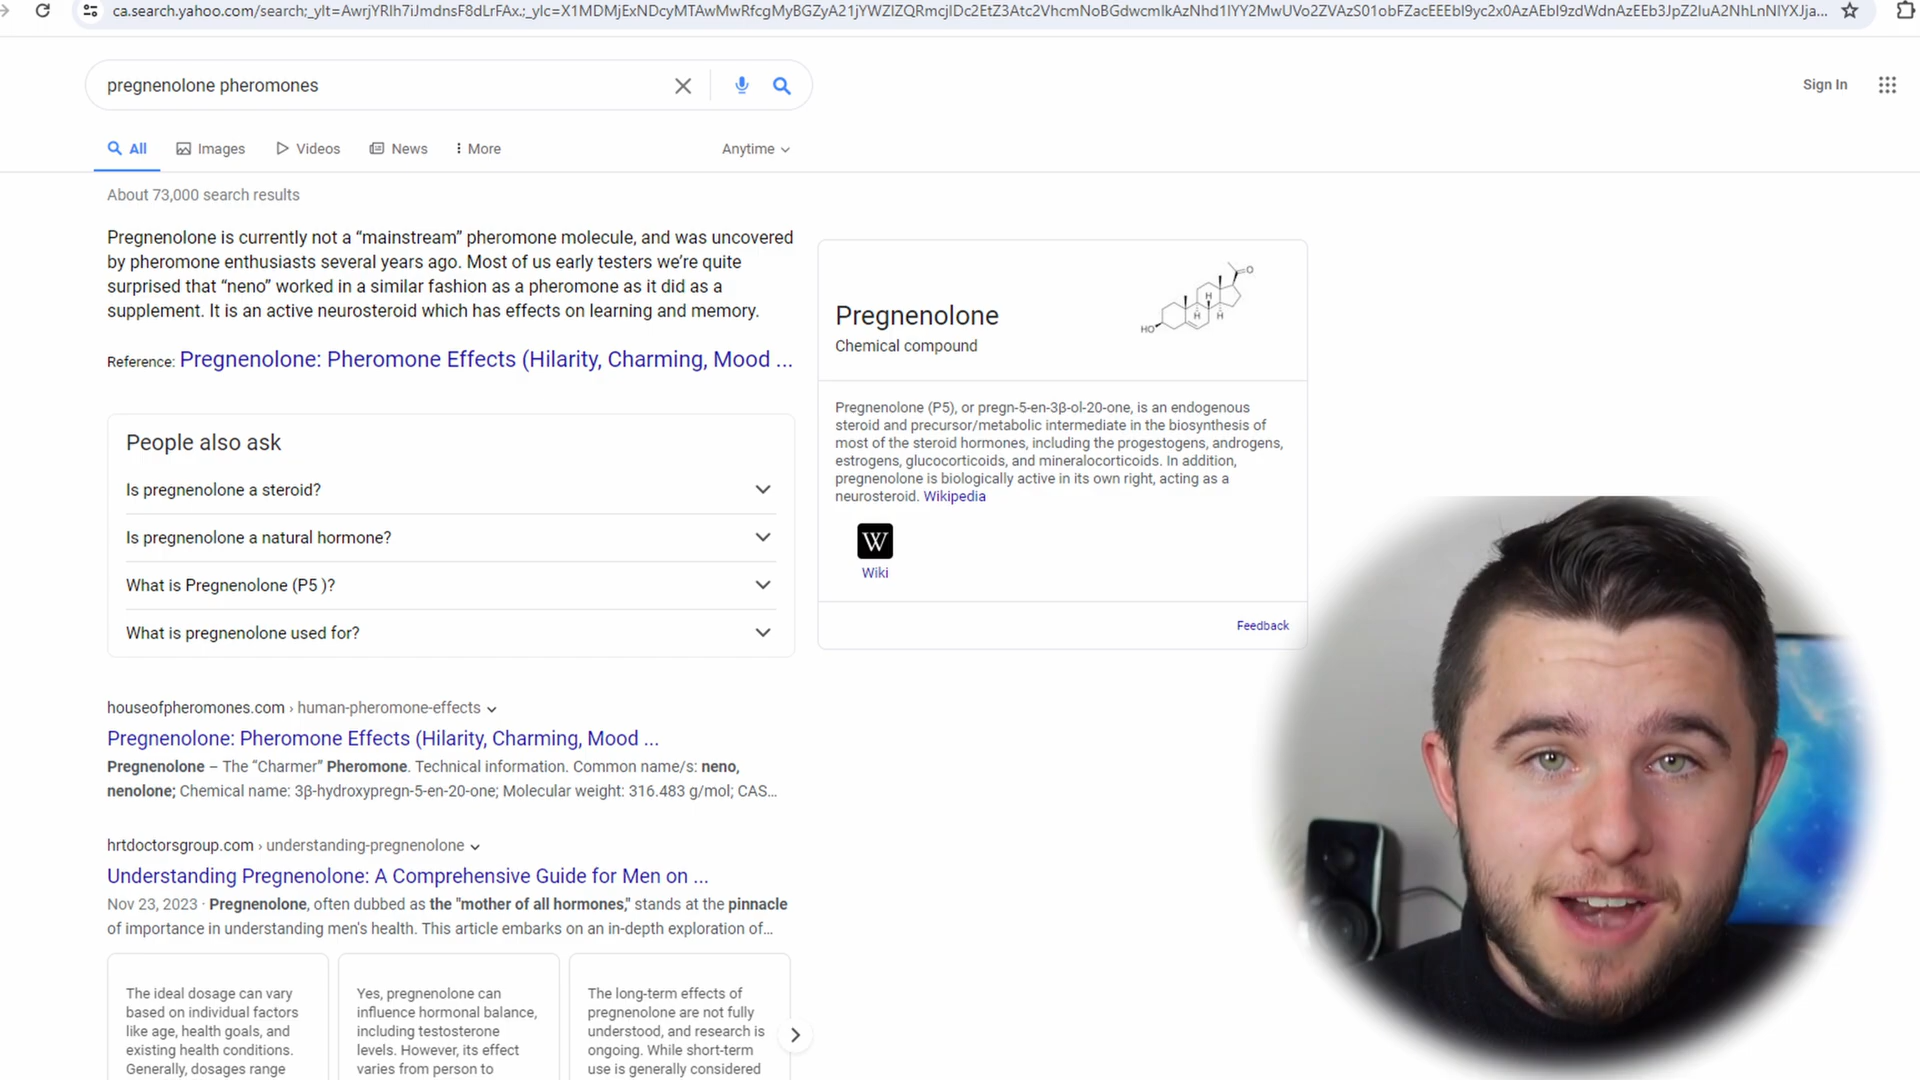 ca.search.yahoo.com/search;_ylt=AwrjYRlh7iJmdnsF8dLrFAx.;_ylc=X1MDMjExNDcyMTAwMwRfcgMyBGZyA21jYWZlZQRmcjIDc2EtZ3Atc2VhcmNoBGdwcmlkAzNhd1lYY2MwUVo2ZVAzS01obFZacEEEbl9yc2x0AzAEbl9zdWdnAzEEb3JpZ2luA2NhLnNlYXJja...
pregnenolone pheromones
Sign In
All Images Videos News More Anytime
About 73,000 search results
Pregnenolone is currently not a “mainstream” pheromone molecule, and was uncovered
by pheromone enthusiasts several years ago. Most of us early testers we’re quite
surprised that “neno” worked in a similar fashion as a pheromone as it did as a
supplement. It is an active neurosteroid which has effects on learning and memory.
Reference: Pregnenolone: Pheromone Effects (Hilarity, Charming, Mood ...
People also ask
Is pregnenolone a steroid?
Is pregnenolone a natural hormone?
What is Pregnenolone (P5 )?
What is pregnenolone used for?
houseofpheromones.com › human-pheromone-effects
Pregnenolone: Pheromone Effects (Hilarity, Charming, Mood ...
Pregnenolone – The “Charmer” Pheromone. Technical information. Common name/s: neno,
nenolone; Chemical name: 3β-hydroxypregn-5-en-20-one; Molecular weight: 316.483 g/mol; CAS...
hrtdoctorsgroup.com › understanding-pregnenolone
Understanding Pregnenolone: A Comprehensive Guide for Men on ...
Nov 23, 2023 · Pregnenolone, often dubbed as the "mother of all hormones," stands at the pinnacle
of importance in understanding men's health. This article embarks on an in-depth exploration of...
The ideal dosage can vary
based on individual factors
like age, health goals, and
existing health conditions.
Generally, dosages range
Yes, pregnenolone can
influence hormonal balance,
including testosterone
levels. However, its effect
varies from person to
The long-term effects of
pregnenolone are not fully
understood, and research is
ongoing. While short-term
use is generally considered
Pregnenolone
Chemical compound
HO
H
H
H
O
Pregnenolone (P5), or pregn-5-en-3β-ol-20-one, is an endogenous
steroid and precursor/metabolic intermediate in the biosynthesis of
most of the steroid hormones, including the progestogens, androgens,
estrogens, glucocorticoids, and mineralocorticoids. In addition,
pregnenolone is biologically active in its own right, acting as a
neurosteroid. Wikipedia
W
Wiki
Feedback